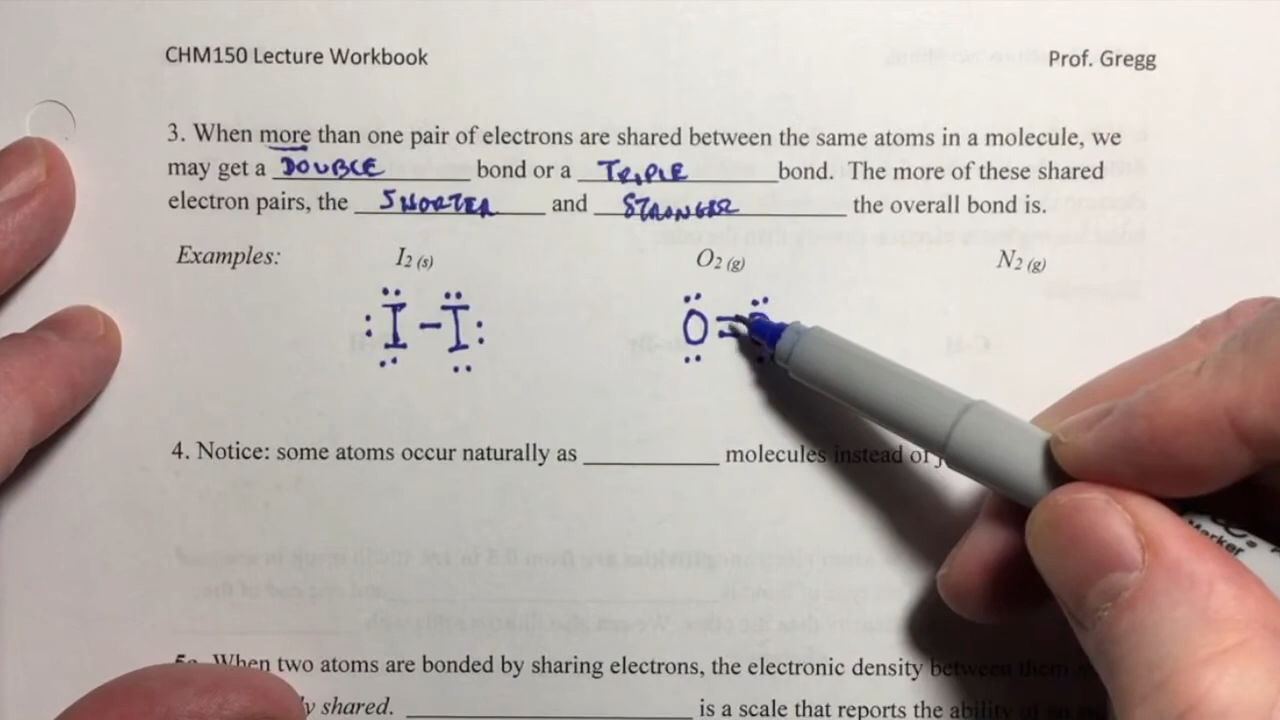 CHM150 Lecture Workbook Prof. Gregg
3. When more than one pair of electrons are shared between the same atoms in a molecule, we
may get a DOUBLE bond or a TRIPLE bond. The more of these shared
electron pairs, the SHORTER and STRONGER the overall bond is.
Examples: I2 (s) O2 (g) N2 (g)
I – I O =
4. Notice: some atoms occur naturally as __________ molecules instead of
Marker
When two atoms are bonded by sharing electrons, the electronic density between them
shared. __________ is a scale that reports the ability